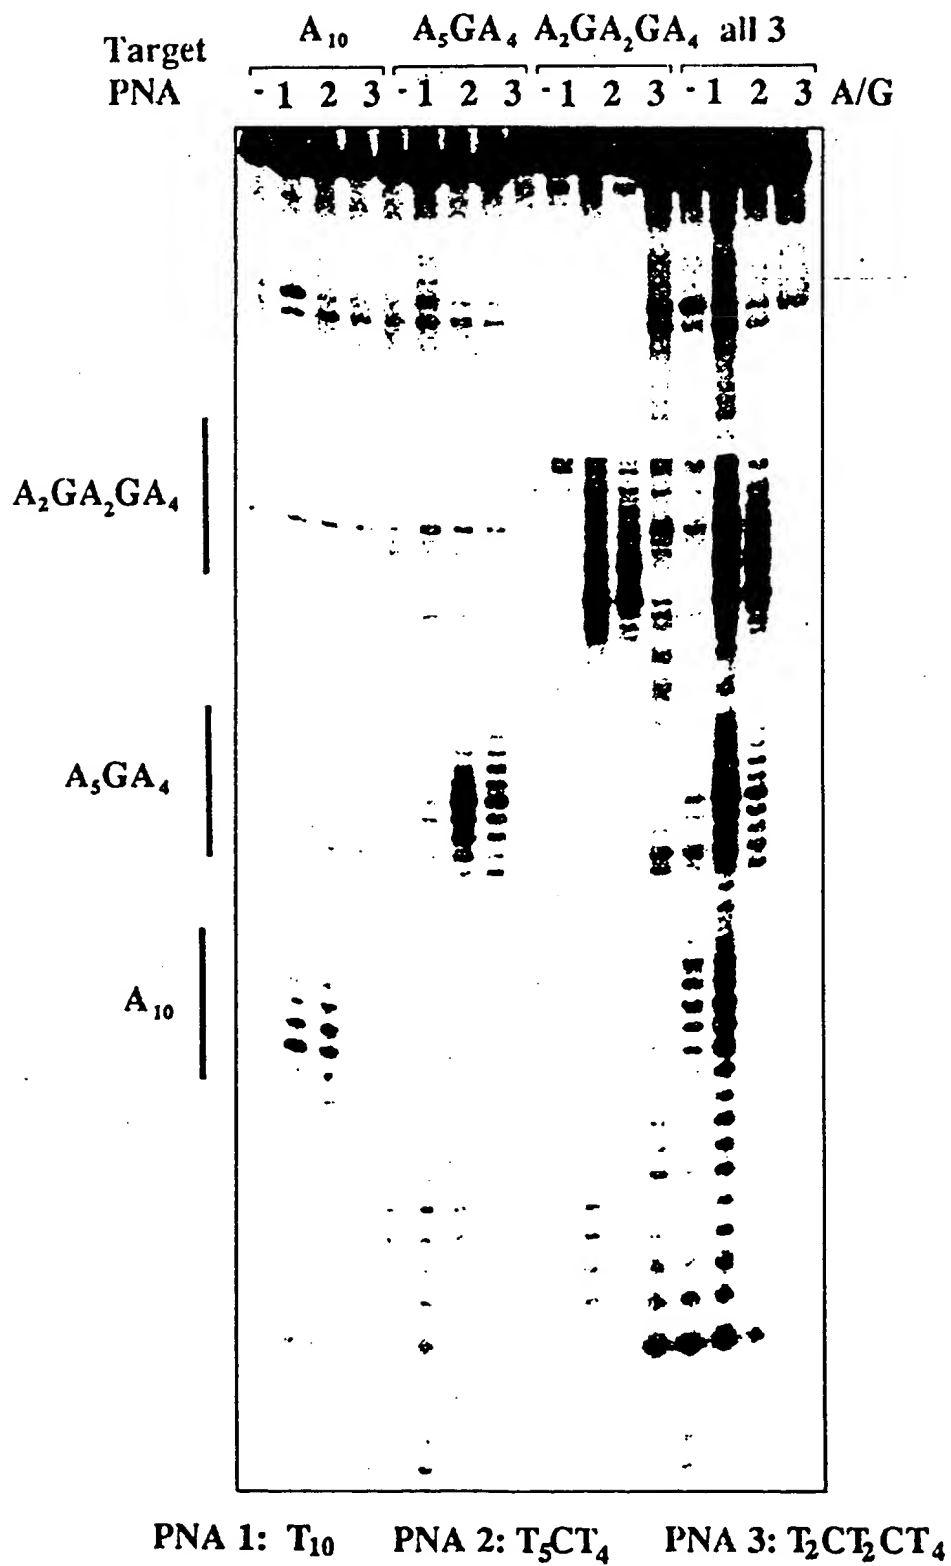 Target A₁₀ A₅GA₄ A₂GA₂GA₄ all 3
PNA - 1 2 3 - 1 2 3 - 1 2 3 - 1 2 3 A/G
A₂GA₂GA₄
A₅GA₄
A₁₀
PNA 1: T₁₀ PNA 2: T₅CT₄ PNA 3: T₂CT₂CT₄